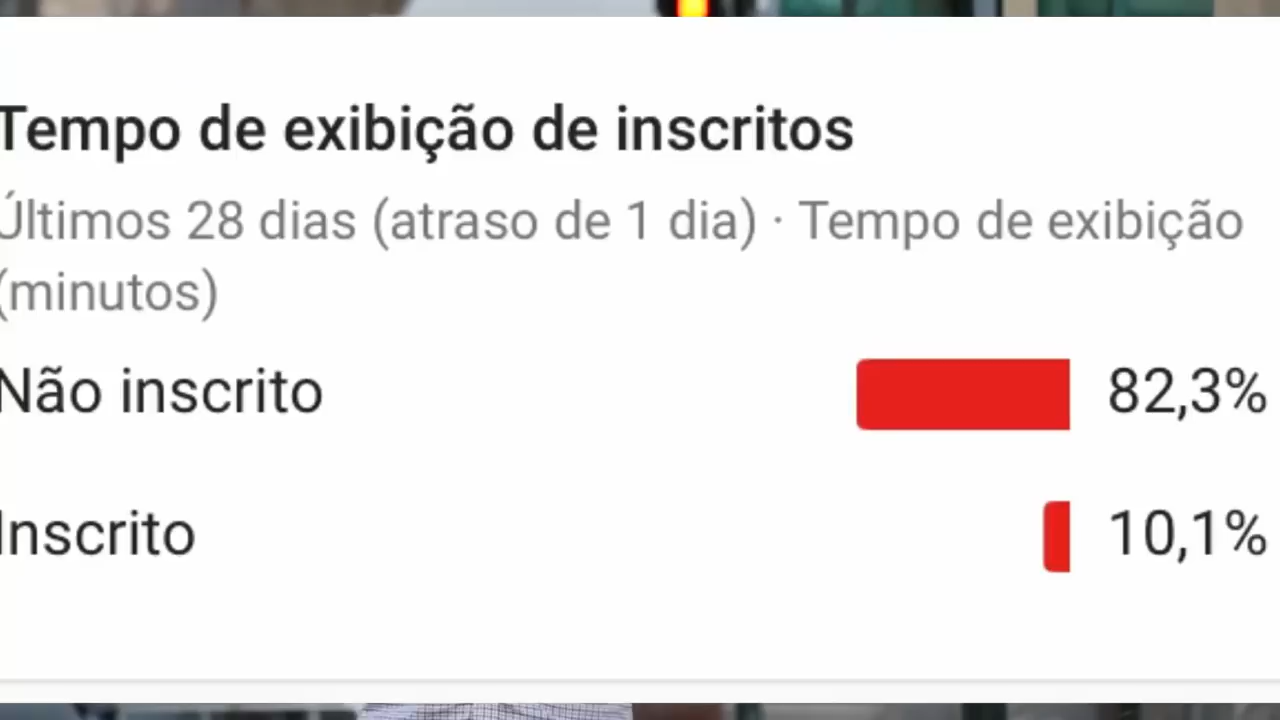 Tempo de exibição de inscritos
Últimos 28 dias (atraso de 1 dia) · Tempo de exibição
(minutos)
Não inscrito 82,3%
Inscrito 10,1%